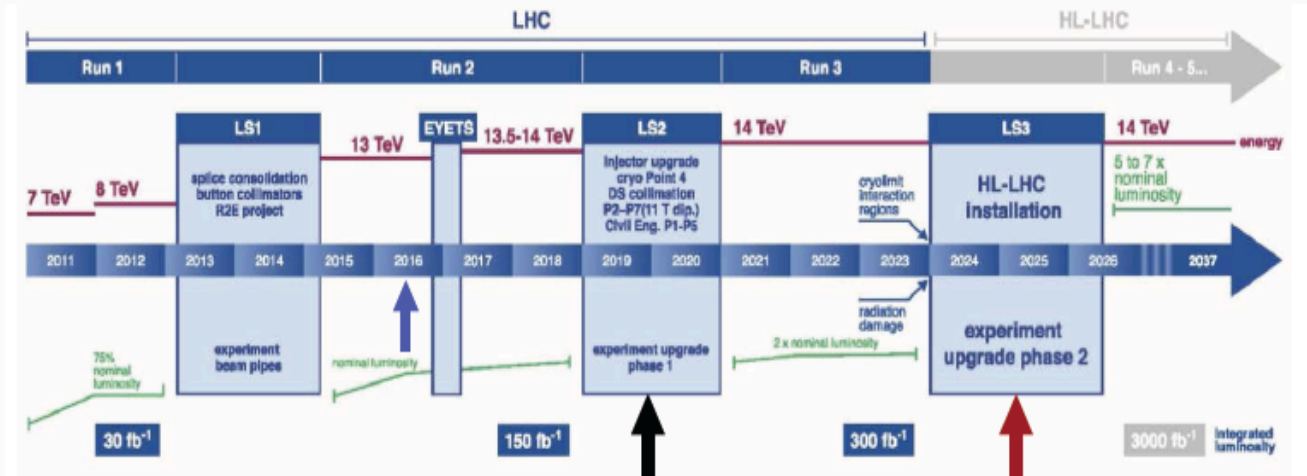 LHC
HL-LHC
Run 1
Run 2
Run 3
Run 4 - 5...
LS1
EYETS
LS2
LS3
7 TeV
8 TeV
13 TeV
13.5-14 TeV
14 TeV
14 TeV
energy
splice consolidation
button collimators
R2E project
Injector upgrade
cryo Point 4
DS collimation
P2-P7(11 T dip.)
Civil Eng. P1-P5
cryolimit
interaction
regions
HL-LHC
installation
5 to 7 x
nominal
luminosity
2011
2012
2013
2014
2015
2016
2017
2018
2019
2020
2021
2022
2023
2024
2025
2026
2037
75%
nominal
luminosity
experiment
beam pipes
nominal luminosity
experiment upgrade
phase 1
2 x nominal luminosity
radiation
damage
experiment
upgrade phase 2
30 fb⁻¹
150 fb⁻¹
300 fb⁻¹
3000 fb⁻¹
integrated
luminosity